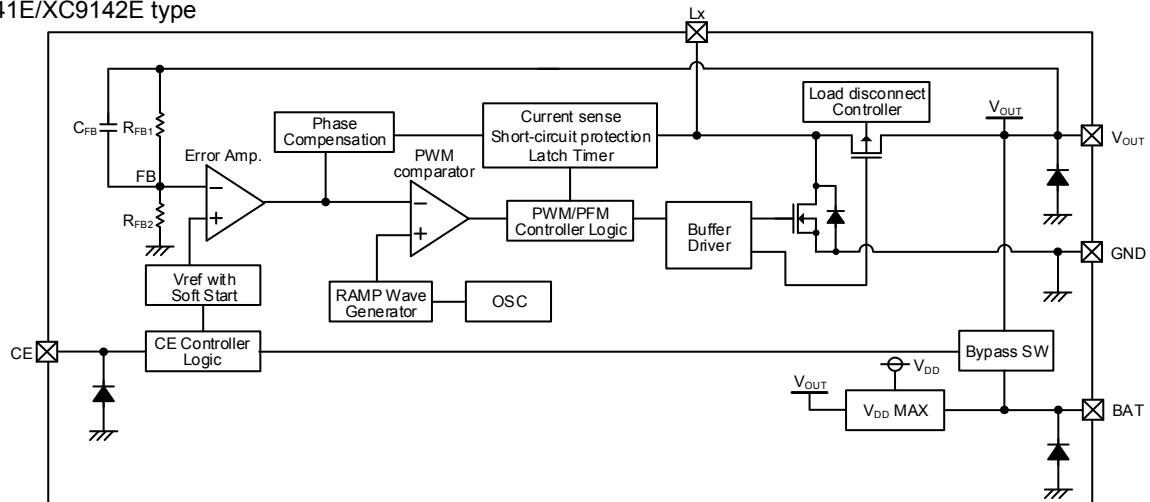 41E/XC9142E type
Lx
Load disconnect
Controller
VOUT
Current sense
Short-circuit protection
Latch Timer
Phase
Compensation
CFB
RFB1
VOUT
Error Amp.
PWM
comparator
FB
−
+
−
+
RFB2
PWM/PFM
Controller Logic
Buffer
Driver
GND
Vref with
Soft Start
RAMP Wave
Generator
OSC
CE
CE Controller
Logic
Bypass SW
VDD
VOUT
VDD MAX
BAT